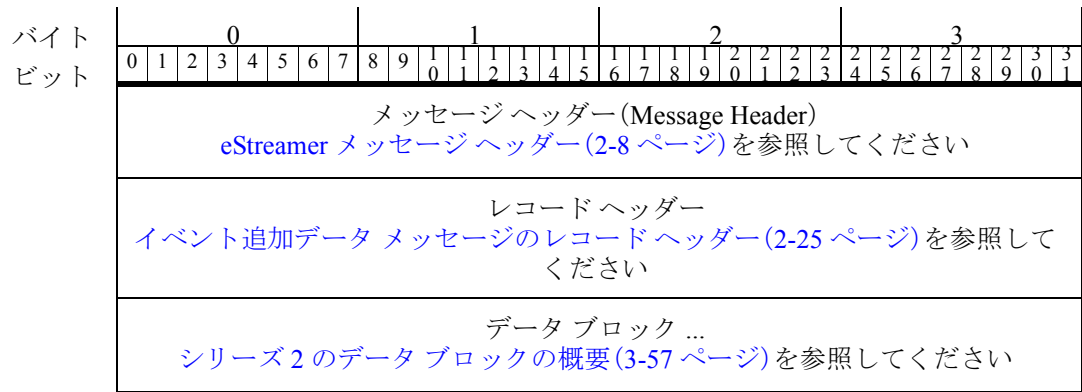 バイト 0 1 2 3
ビット 0 1 2 3 4 5 6 7 8 9 10 11 12 13 14 15 16 17 18 19 20 21 22 23 24 25 26 27 28 29 30 31
メッセージ ヘッダー(Message Header)
eStreamer メッセージ ヘッダー(2-8 ページ)を参照してください
レコード ヘッダー
イベント追加データ メッセージのレコード ヘッダー(2-25 ページ)を参照して
ください
データ ブロック ...
シリーズ 2 のデータ ブロックの概要(3-57 ページ)を参照してください